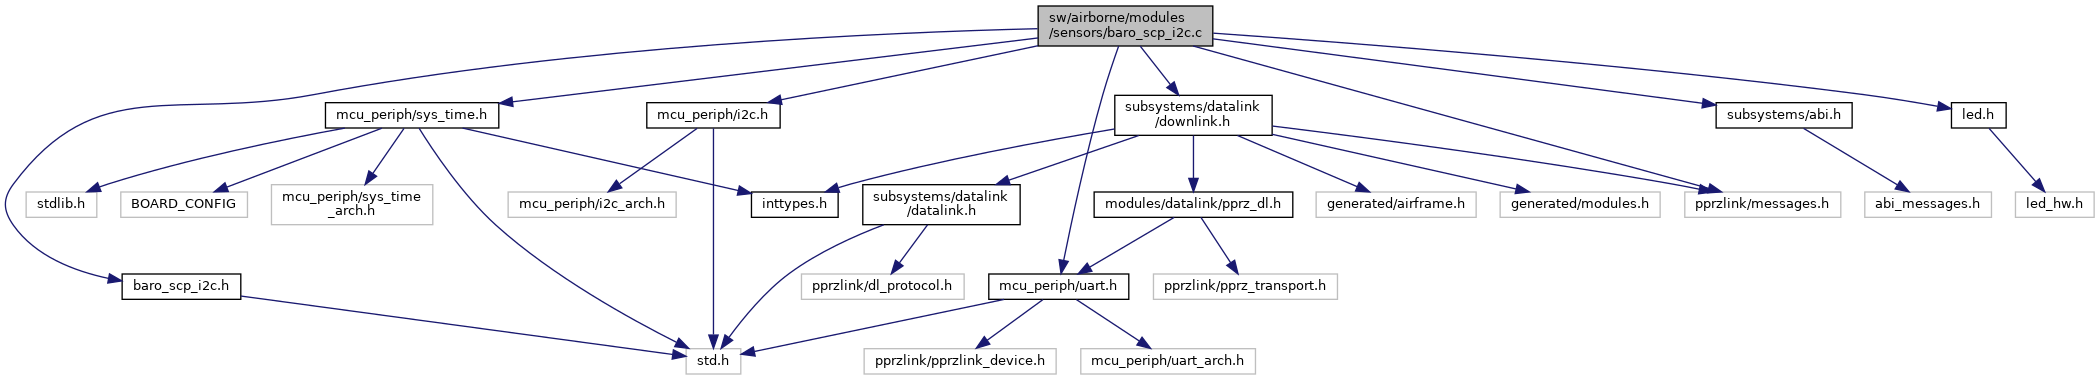 sw/airborne/modules
/sensors/baro_scp_i2c.c
mcu_periph/sys_time.h
mcu_periph/i2c.h
subsystems/datalink
/downlink.h
subsystems/abi.h
led.h
stdlib.h
BOARD_CONFIG
mcu_periph/sys_time
_arch.h
mcu_periph/i2c_arch.h
inttypes.h
subsystems/datalink
/datalink.h
modules/datalink/pprz_dl.h
generated/airframe.h
generated/modules.h
pprzlink/messages.h
abi_messages.h
led_hw.h
baro_scp_i2c.h
pprzlink/dl_protocol.h
mcu_periph/uart.h
pprzlink/pprz_transport.h
std.h
pprzlink/pprzlink_device.h
mcu_periph/uart_arch.h